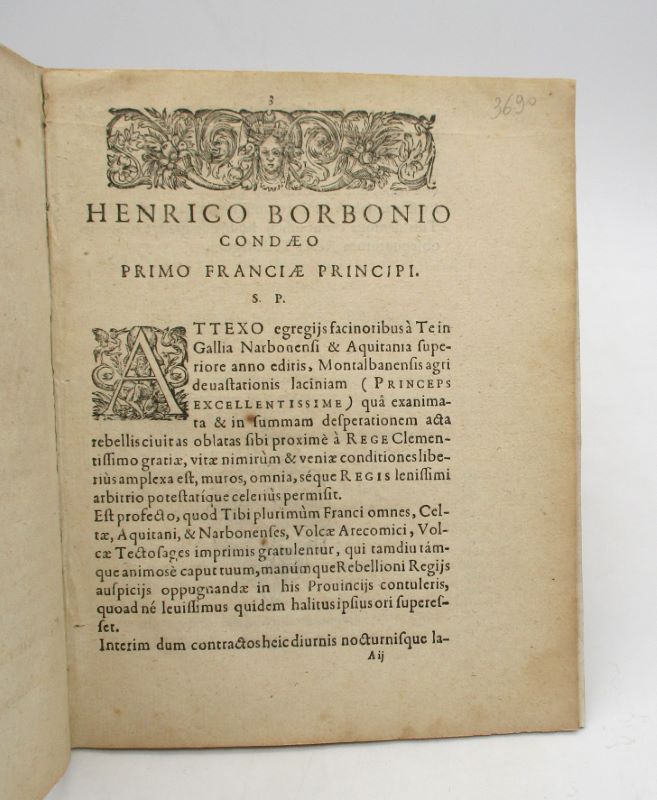 3
3690
HENRICO BORBONIO
CONDÆO
PRIMO FRANCIÆ PRINCIPI.
S. P.
ATTEXO egregijs facinoribus à Te in
Gallia Narbonenſi & Aquitania ſupe-
riore anno editis, Montalbanenſis agri
deuaſtationis laciniam (PRINCEPS
EXCELLENTISSIME) quâ exanima-
ta & in ſummam deſperationem acta
rebellis ciuitas oblatas ſibi proximè à REGE Clemen-
tiſſimo gratiæ, vitæ nimirùm & veniæ conditiones libe-
riùs amplexa eſt, muros, omnia, ſéque REGIS leniſſimi
arbitrio poteſtatíque celeriùs permiſit.
Eſt profecto, quod Tibi plurimùm Franci omnes, Cel-
tæ, Aquitani, & Narbonenſes, Volcæ Arecomici, Vol-
cæ Tectoſages imprimis gratulentur, qui tamdiu tám-
que animosè caput tuum, manúmque Rebellioni Regijs
auſpicijs oppugnandæ in his Prouincijs contuleris,
quoad né leuiſſimus quidem halitus ipſius ori ſupereſ-
ſet.
Interim dum contractos heic diurnis nocturniſque la-
Aij